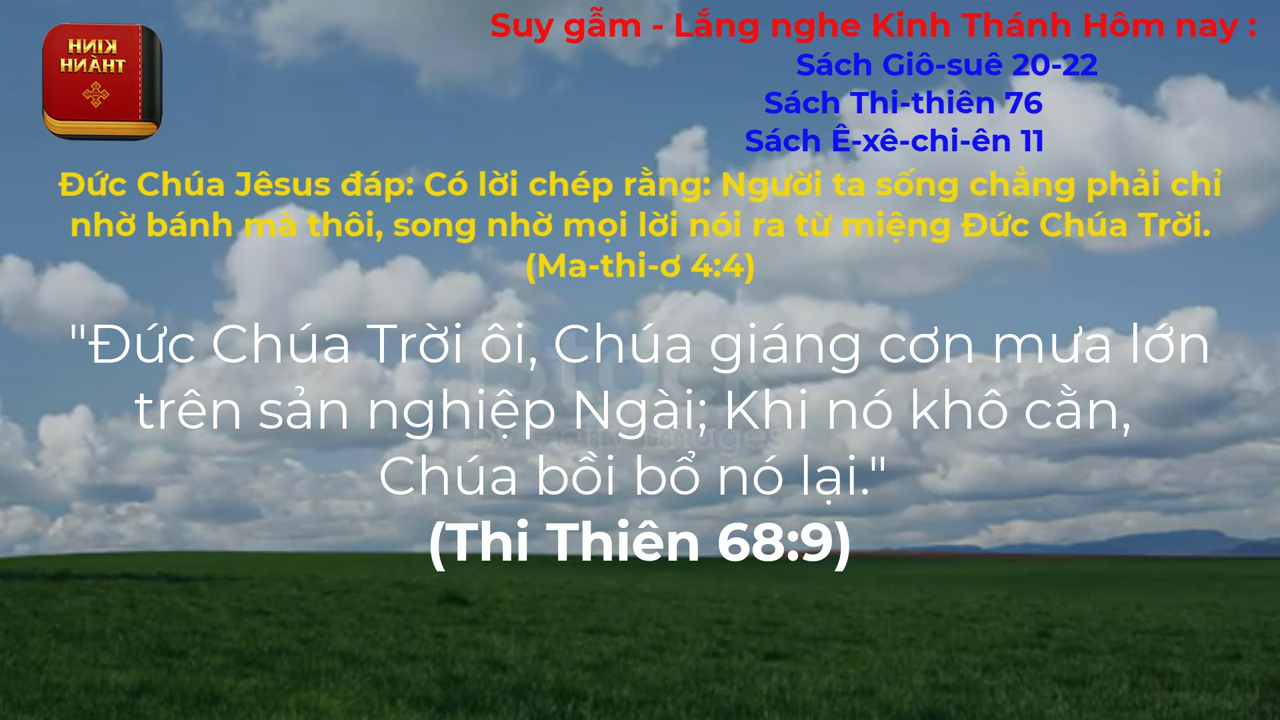 KINH
THÁNH
Suy gẫm - Lắng nghe Kinh Thánh Hôm nay :
Sách Giô-suê 20-22
Sách Thi-thiên 76
Sách Ê-xê-chi-ên 11
Đức Chúa Jêsus đáp: Có lời chép rằng: Người ta sống chẳng phải chỉ
nhờ bánh mà thôi, song nhờ mọi lời nói ra từ miệng Đức Chúa Trời.
(Ma-thi-ơ 4:4)
"Đức Chúa Trời ôi, Chúa giáng cơn mưa lớn
trên sản nghiệp Ngài; Khi nó khô cằn,
Chúa bồi bổ nó lại."
(Thi Thiên 68:9)